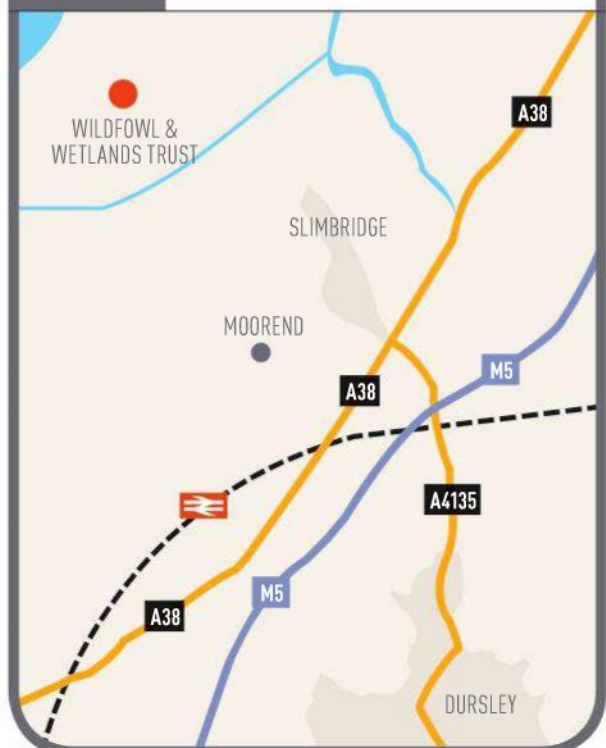 A38
WILDFOWL &
WETLANDS TRUST
SLIMBRIDGE
MOOREND
M5
A38
A4135
M5
A38
DURSLEY